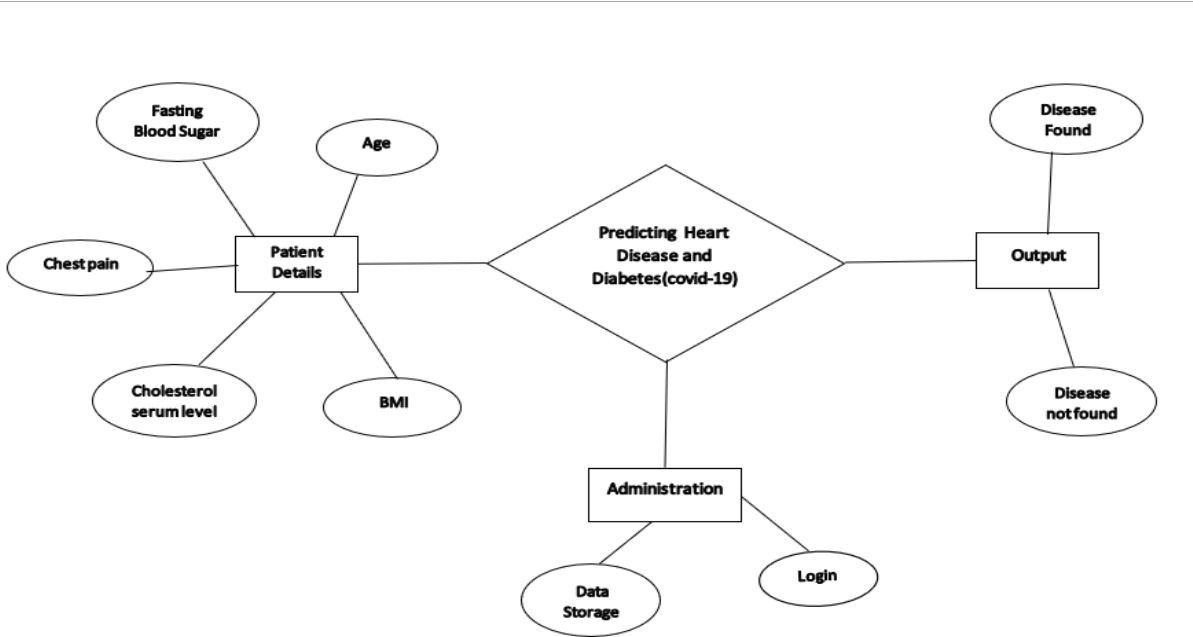 Fasting
Blood Sugar
Age
Disease
Found
Chest pain
Patient
Details
Predicting Heart
Disease and
Diabetes(covid-19)
Output
Cholesterol
serum level
BMI
Disease
not found
Administration
Data
Storage
Login